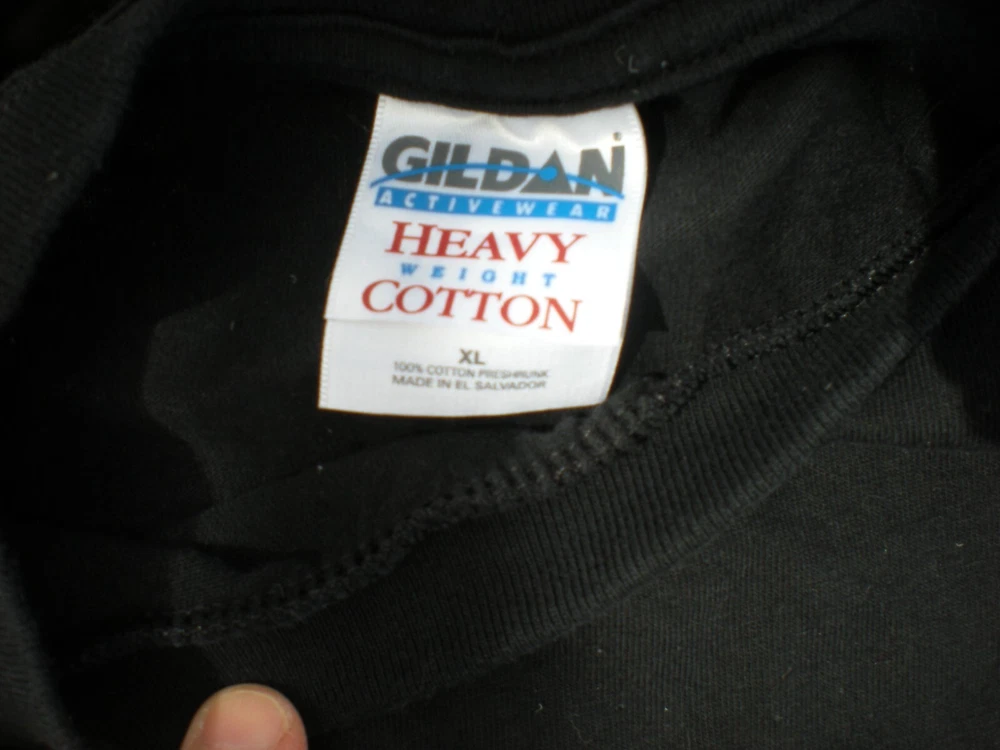 GILDAN®
ACTIVEWEAR
HEAVY
WEIGHT
COTTON
XL
100% COTTON PRESHRUNK
MADE IN EL SALVADOR